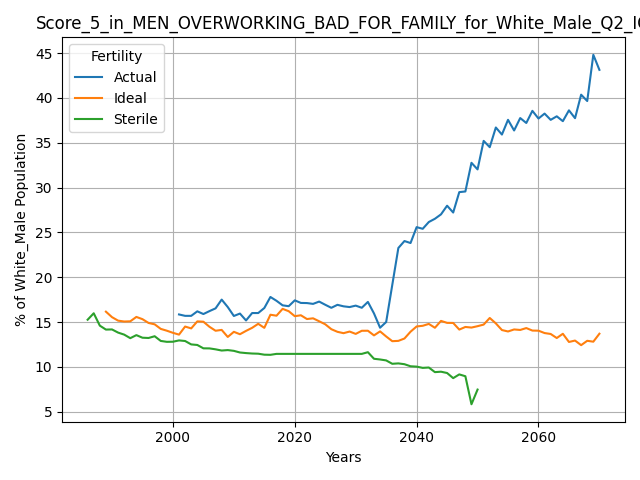 Score_5_in_MEN_OVERWORKING_BAD_FOR_FAMILY_for_White_Male_Q2_I
Fertility
Actual
Ideal
Sterile
% of White_Male Population
45
40
35
30
25
20
15
10
5
2000
2020
2040
2060
Years